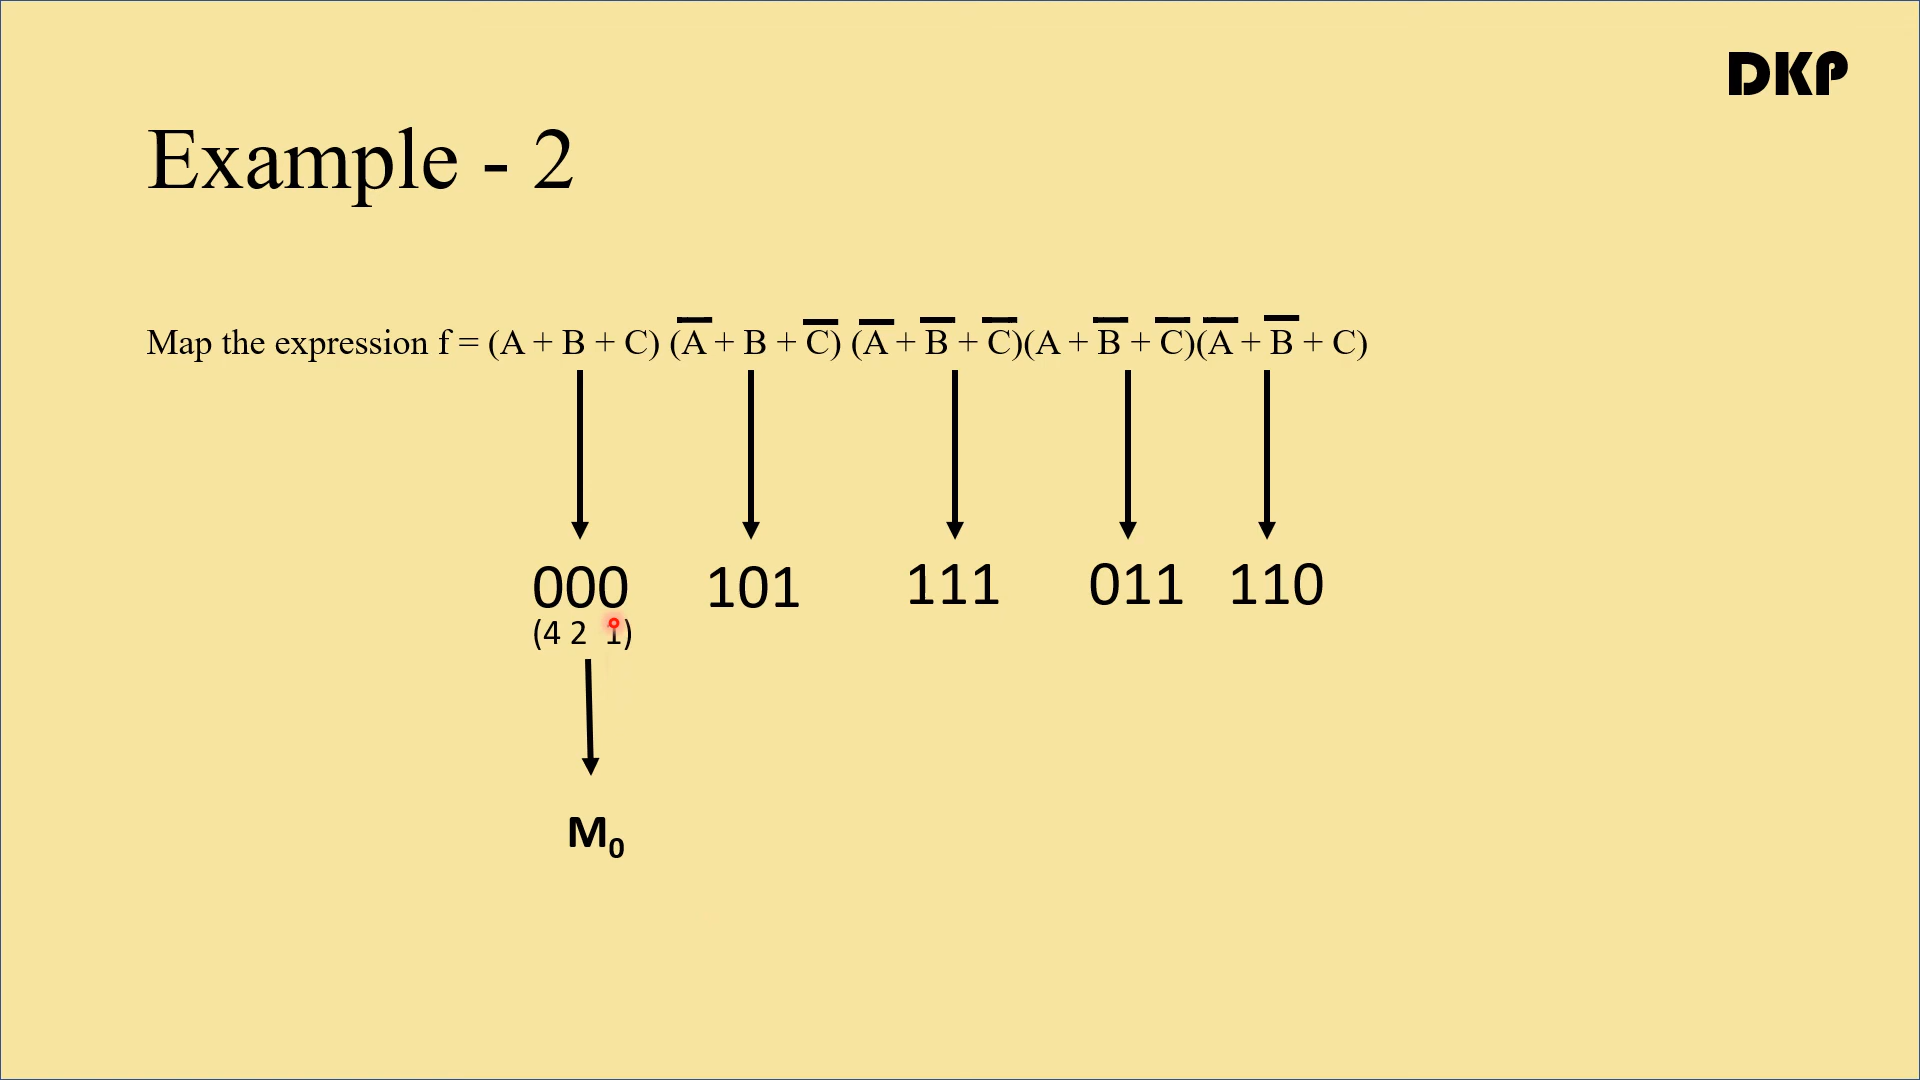 DKP
Example - 2
Map the expression f = (A + B + C) (A̅ + B + C̅) (A̅ + B̅ + C̅)(A + B̅ + C̅)(A̅ + B̅ + C)
000 101 111 011 110
(4 2 1)
M₀